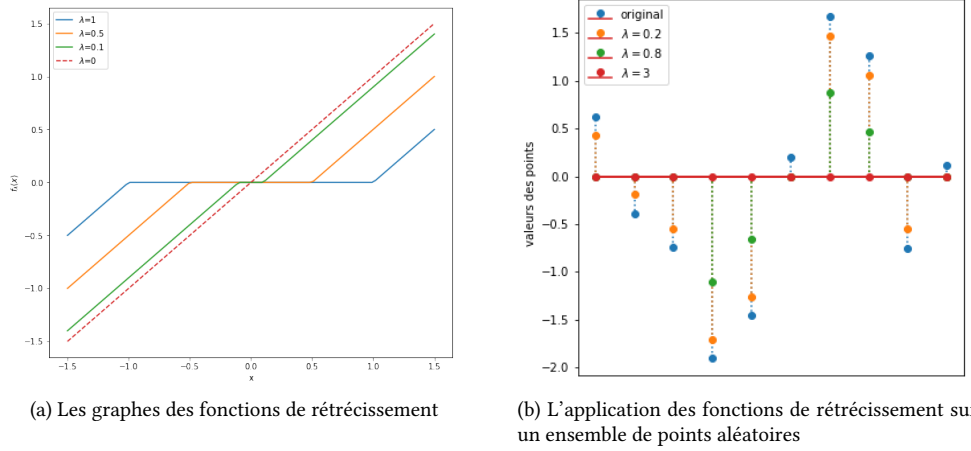 λ=1
λ=0.5
λ=0.1
λ=0
1.5
1.0
0.5
0.0
−0.5
−1.0
−1.5
fₗ(x)
−1.5
−1.0
−0.5
0.0
0.5
1.0
1.5
x
(a) Les graphes des fonctions de rétrécissement
original
λ = 0.2
λ = 0.8
λ = 3
1.5
1.0
0.5
0.0
−0.5
−1.0
−1.5
−2.0
valeurs des points
(b) L'application des fonctions de rétrécissement su
un ensemble de points aléatoires